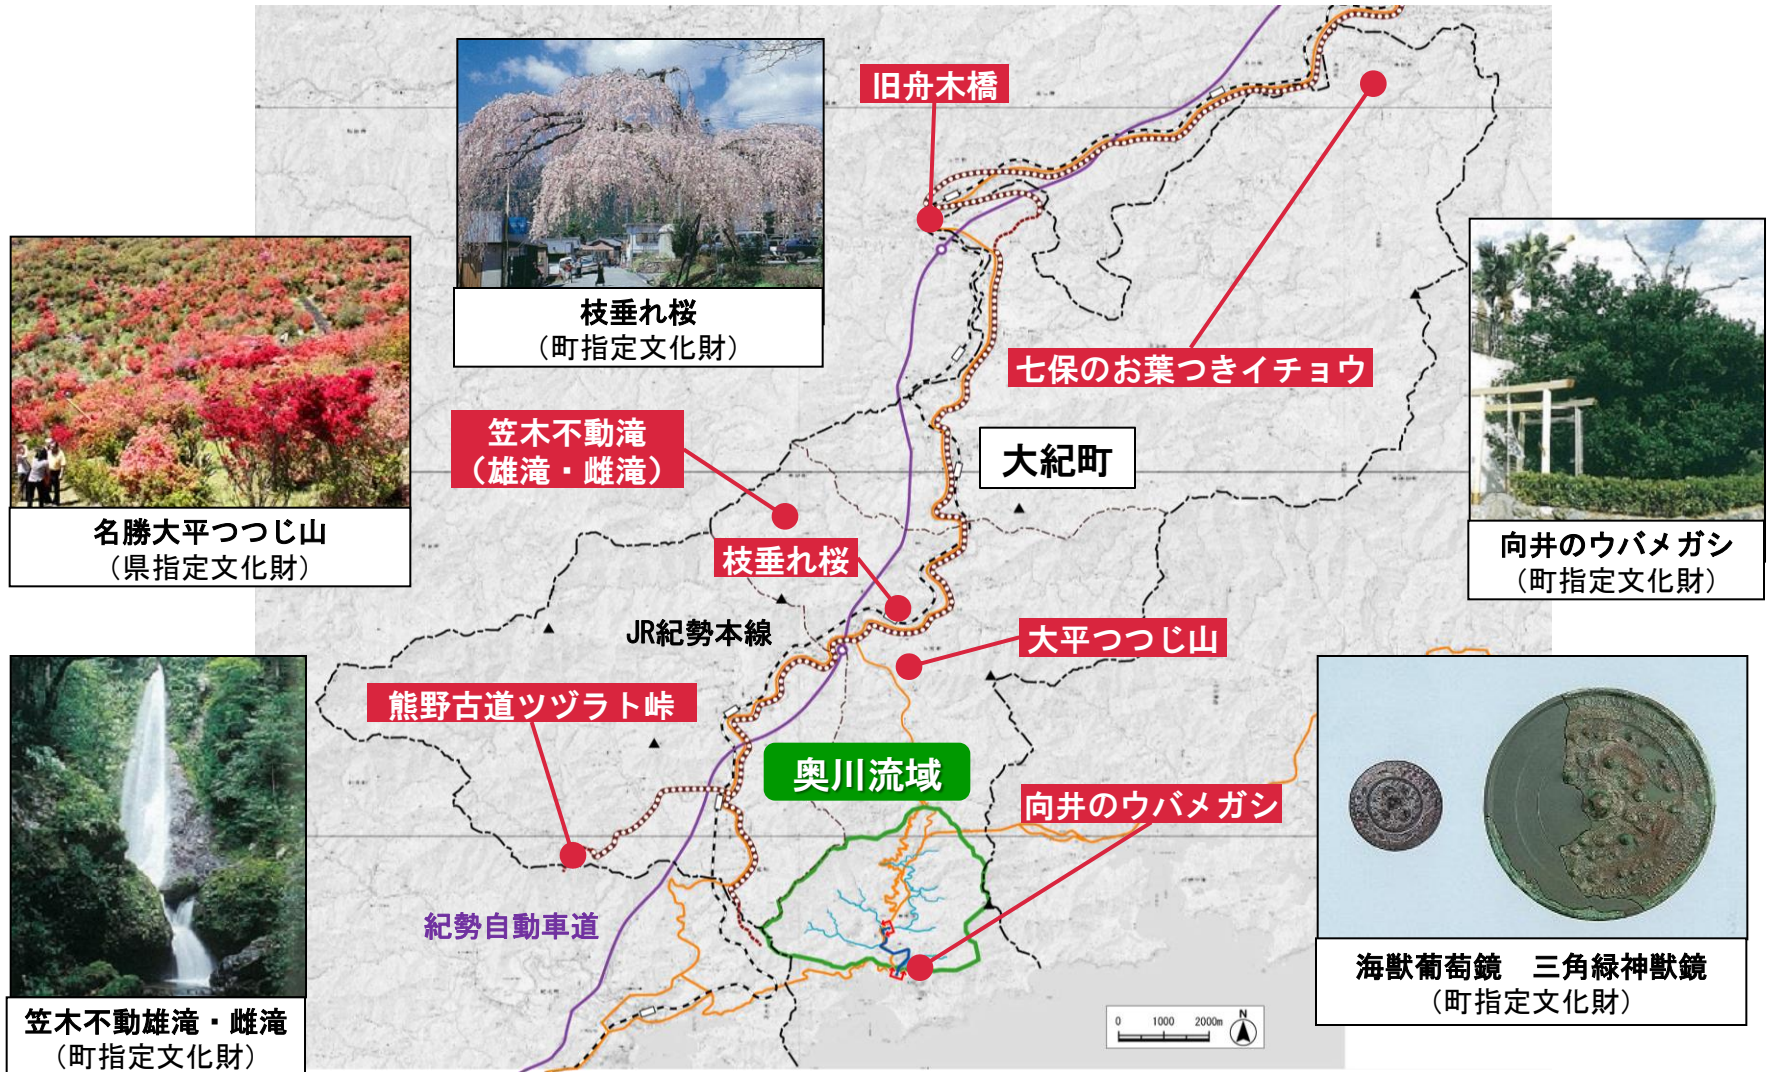 旧舟木橋
枝垂れ桜
（町指定文化財）
七保のお葉つきイチョウ
笠木不動滝
（雄滝・雌滝）
大紀町
名勝大平つつじ山
（県指定文化財）
向井のウバメガシ
（町指定文化財）
枝垂れ桜
JR紀勢本線
大平つつじ山
熊野古道ツヅラト峠
奥川流域
向井のウバメガシ
紀勢自動車道
海獣葡萄鏡　三角縁神獣鏡
（町指定文化財）
笠木不動雄滝・雌滝
（町指定文化財）
0 1000 2000m
N